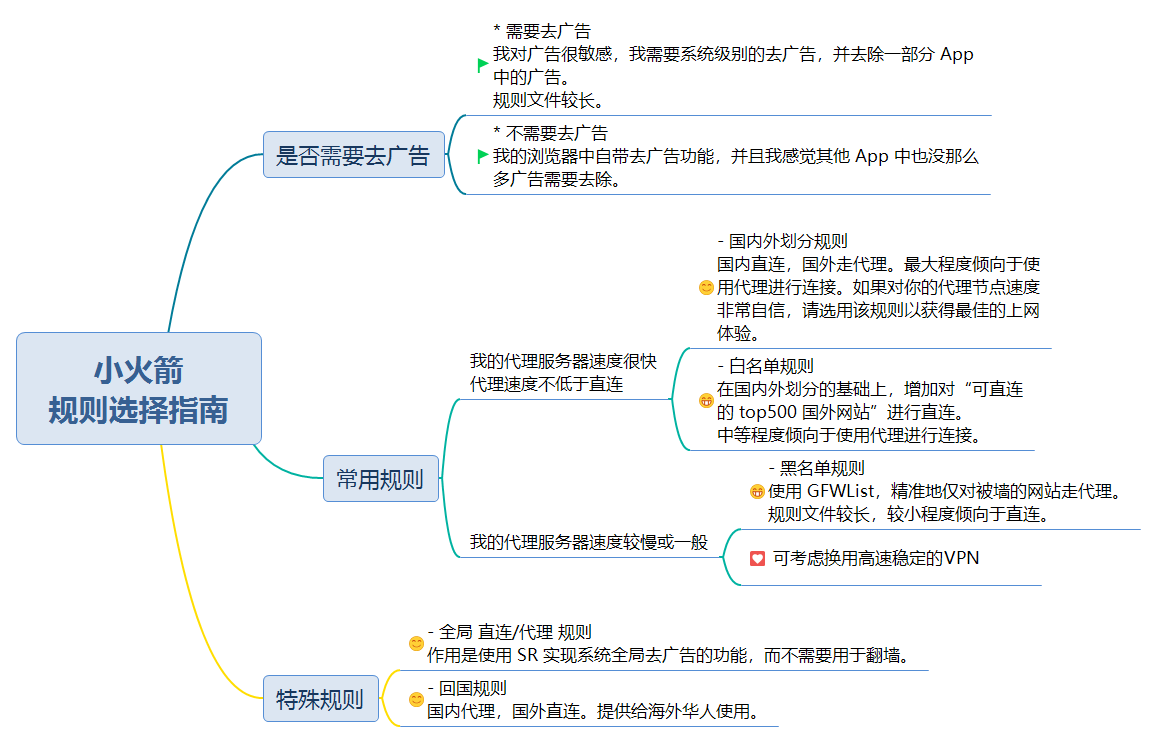 小火箭
规则选择指南
是否需要去广告
* 需要去广告
我对广告很敏感，我需要系统级别的去广告，并去除一部分 App
中的广告。
规则文件较长。
* 不需要去广告
我的浏览器中自带去广告功能，并且我感觉其他 App 中也没那么
多广告需要去除。
常用规则
我的代理服务器速度很快
代理速度不低于直连
- 国内外划分规则
国内直连，国外走代理。最大程度倾向于使
用代理进行连接。如果对你的代理节点速度
非常自信，请选用该规则以获得最佳的上网
体验。
- 白名单规则
在国内外划分的基础上，增加对“可直连
的 top500 国外网站”进行直连。
中等程度倾向于使用代理进行连接。
我的代理服务器速度较慢或一般
- 黑名单规则
使用 GFWList，精准地仅对被墙的网站走代理。
规则文件较长，较小程度倾向于直连。
可考虑换用高速稳定的VPN
特殊规则
- 全局 直连/代理 规则
作用是使用 SR 实现系统全局去广告的功能，而不需要用于翻墙。
- 回国规则
国内代理，国外直连。提供给海外华人使用。